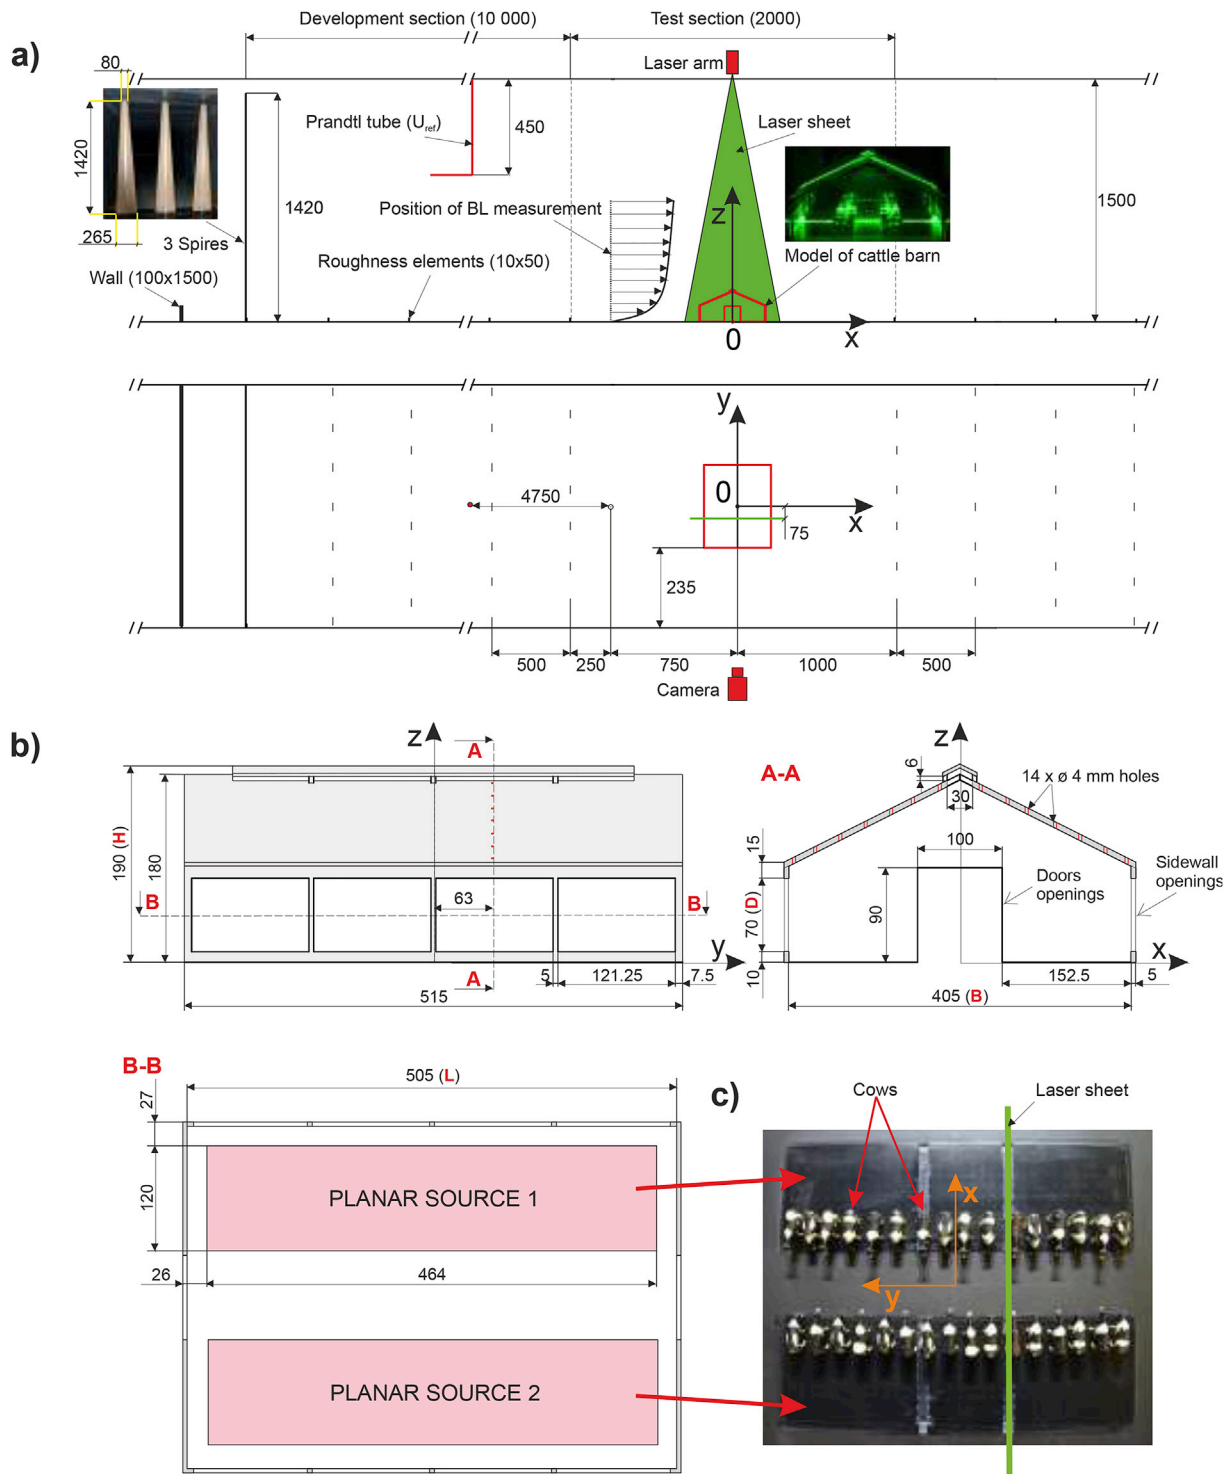 Development section (10 000)
Test section (2000)
a)
80
Laser arm
Prandtl tube (Uref)
450
Laser sheet
1420
1420
1500
Position of BL measurement
z
265
3 Spires
Roughness elements (10x50)
Model of cattle barn
Wall (100x1500)
0
x
y
4750
0
x
75
235
500
250
750
1000
500
Camera
b)
z
A
A-A
z
6
14 x ø 4 mm holes
30
190 (H)
180
15
100
Sidewall
openings
Doors
openings
B
63
B
70 (D)
90
y
x
A
5
121.25
7.5
10
152.5
5
515
405 (B)
B-B
505 (L)
27
c)
Cows
Laser sheet
120
PLANAR SOURCE 1
x
26
464
y
PLANAR SOURCE 2